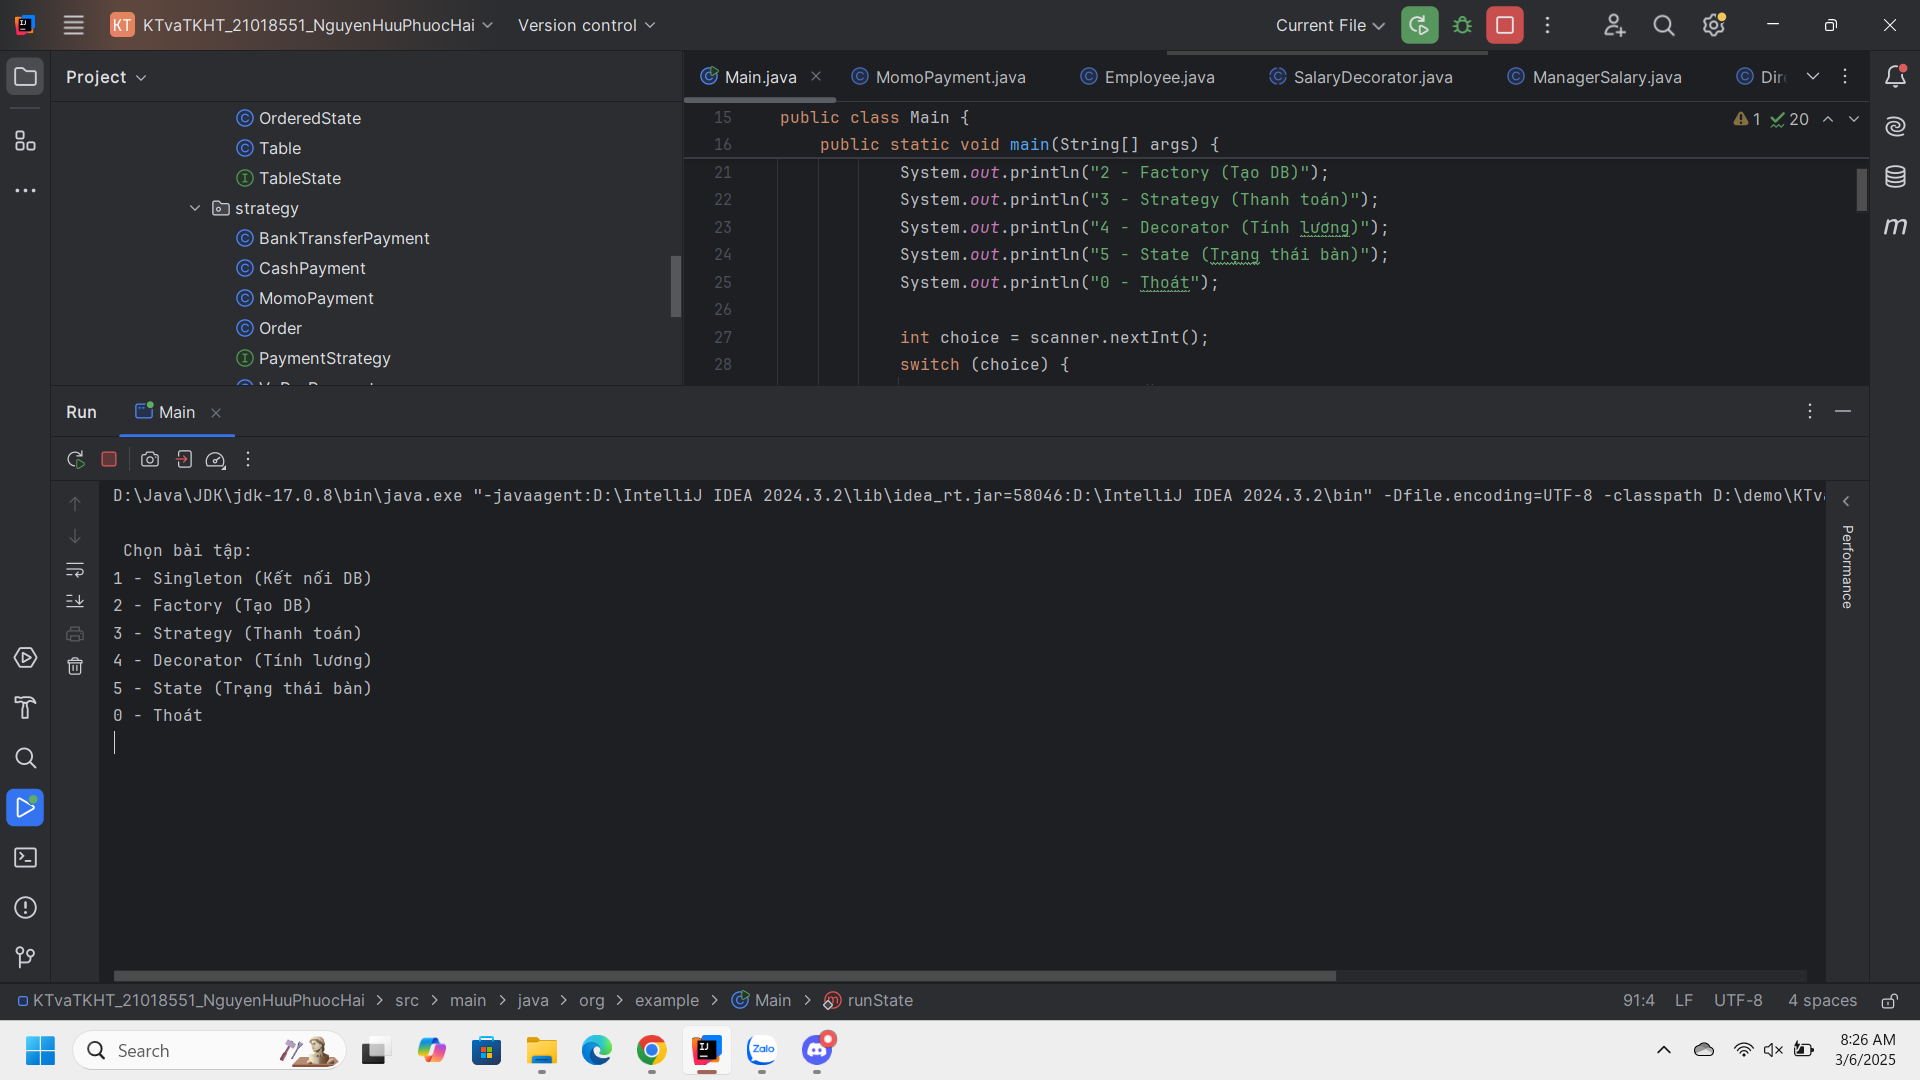 KT KTvaTKHT_21018551_NguyenHuuPhuocHai Version control Current File
Project
OrderedState
Table
TableState
strategy
BankTransferPayment
CashPayment
MomoPayment
Order
PaymentStrategy
Main.java MomoPayment.java Employee.java SalaryDecorator.java ManagerSalary.java Dir
15 public class Main {
1 20
16 public static void main(String[] args) {
21 System.out.println("2 - Factory (Tạo DB)");
22 System.out.println("3 - Strategy (Thanh toán)");
23 System.out.println("4 - Decorator (Tính lương)");
24 System.out.println("5 - State (Trạng thái bàn)");
25 System.out.println("0 - Thoát");
26
27 int choice = scanner.nextInt();
28 switch (choice) {
Run Main
D:\Java\JDK\jdk-17.0.8\bin\java.exe "-javaagent:D:\IntelliJ IDEA 2024.3.2\lib\idea_rt.jar=58046:D:\IntelliJ IDEA 2024.3.2\bin" -Dfile.encoding=UTF-8 -classpath D:\demo\KTva
Chọn bài tập:
1 - Singleton (Kết nối DB)
2 - Factory (Tạo DB)
3 - Strategy (Thanh toán)
4 - Decorator (Tính lương)
5 - State (Trạng thái bàn)
0 - Thoát
Performance
KTvaTKHT_21018551_NguyenHuuPhuocHai > src > main > java > org > example > Main > runState
91:4 LF UTF-8 4 spaces
Search
Zalo
8:26 AM
3/6/2025